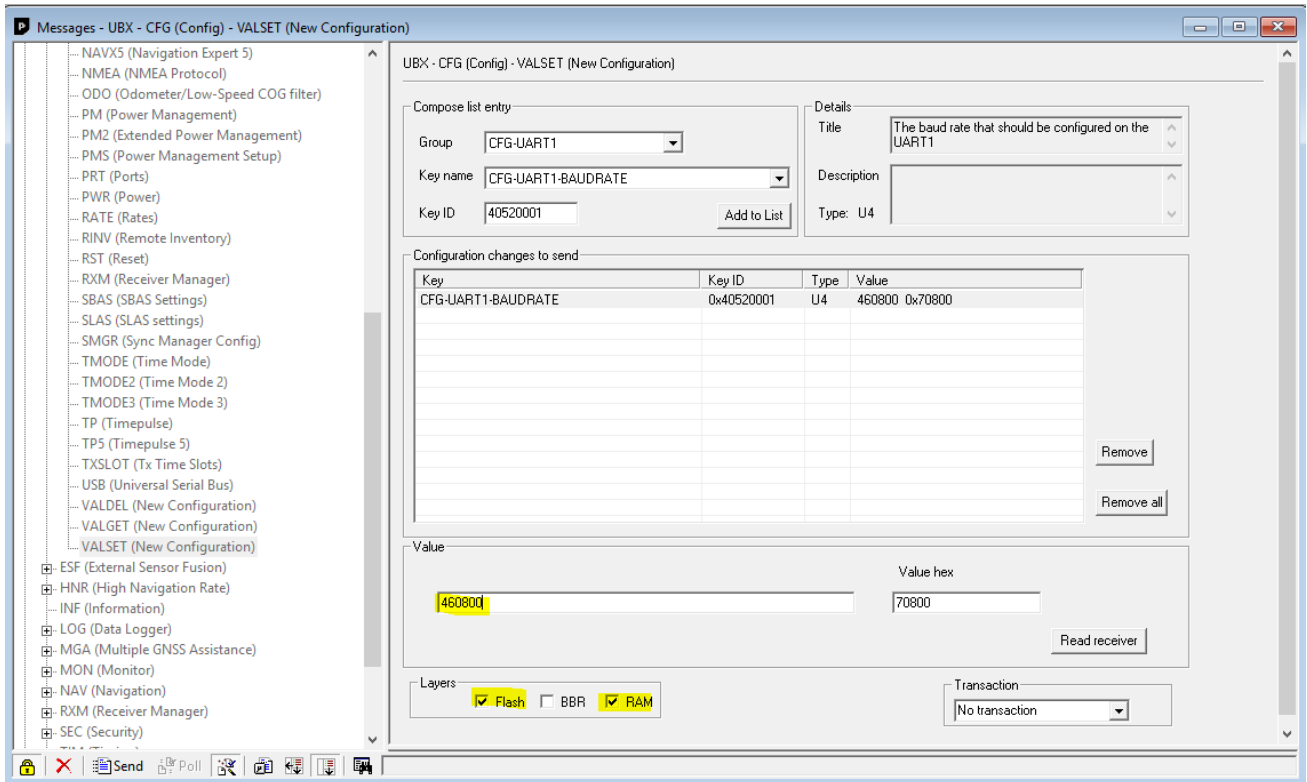 Messages - UBX - CFG (Config) - VALSET (New Configuration)
NAVX5 (Navigation Expert 5)
NMEA (NMEA Protocol)
ODO (Odometer/Low-Speed COG filter)
PM (Power Management)
PM2 (Extended Power Management)
PMS (Power Management Setup)
PRT (Ports)
PWR (Power)
RATE (Rates)
RINV (Remote Inventory)
RST (Reset)
RXM (Receiver Manager)
SBAS (SBAS Settings)
SLAS (SLAS settings)
SMGR (Sync Manager Config)
TMODE (Time Mode)
TMODE2 (Time Mode 2)
TMODE3 (Time Mode 3)
TP (Timepulse)
TP5 (Timepulse 5)
TXSLOT (Tx Time Slots)
USB (Universal Serial Bus)
VALDEL (New Configuration)
VALGET (New Configuration)
VALSET (New Configuration)
ESF (External Sensor Fusion)
HNR (High Navigation Rate)
INF (Information)
LOG (Data Logger)
MGA (Multiple GNSS Assistance)
MON (Monitor)
NAV (Navigation)
RXM (Receiver Manager)
SEC (Security)
UBX - CFG (Config) - VALSET (New Configuration)
Compose list entry
Group CFG-UART1
Key name CFG-UART1-BAUDRATE
Key ID 40520001 Add to List
Details
Title The baud rate that should be configured on the
UART1
Description
Type: U4
Configuration changes to send
Key Key ID Type Value
CFG-UART1-BAUDRATE 0x40520001 U4 460800 0x70800
Remove
Remove all
Value
Value hex
460800 70800
Read receiver
Layers
Flash BBR RAM
Transaction
No transaction
Send Poll